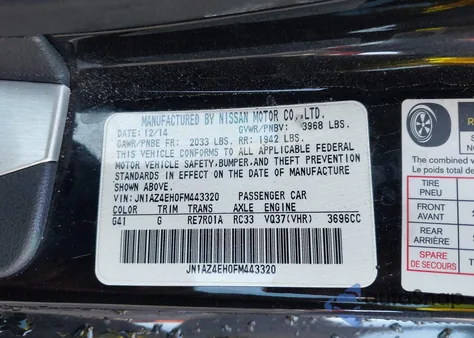 MANUFACTURED BY NISSAN MOTOR CO.,LTD.
DATE: 12/14 GVWR/PNBV: 3968 LBS.
GAWR/PNBE FR: 2033 LBS. RR: 1942 LBS.
THIS VEHICLE CONFORMS TO ALL APPLICABLE FEDERAL
MOTOR VEHICLE SAFETY,BUMPER,AND THEFT PREVENTION
STANDARDS IN EFFECT ON THE DATE OF MANUFACTURE
SHOWN ABOVE.
VIN: JN1AZ4EH0FM443320 PASSENGER CAR
COLOR TRIM TRANS AXLE ENGINE
G41 G RE7R01A RC33 VQ37(VHR) 3696CC
JN1AZ4EH0FM443320
The combined
Le poids total
TIRE
PNEU
FRONT
AVANT
REAR
ARRIÈRE
SPARE
DE SECOURS